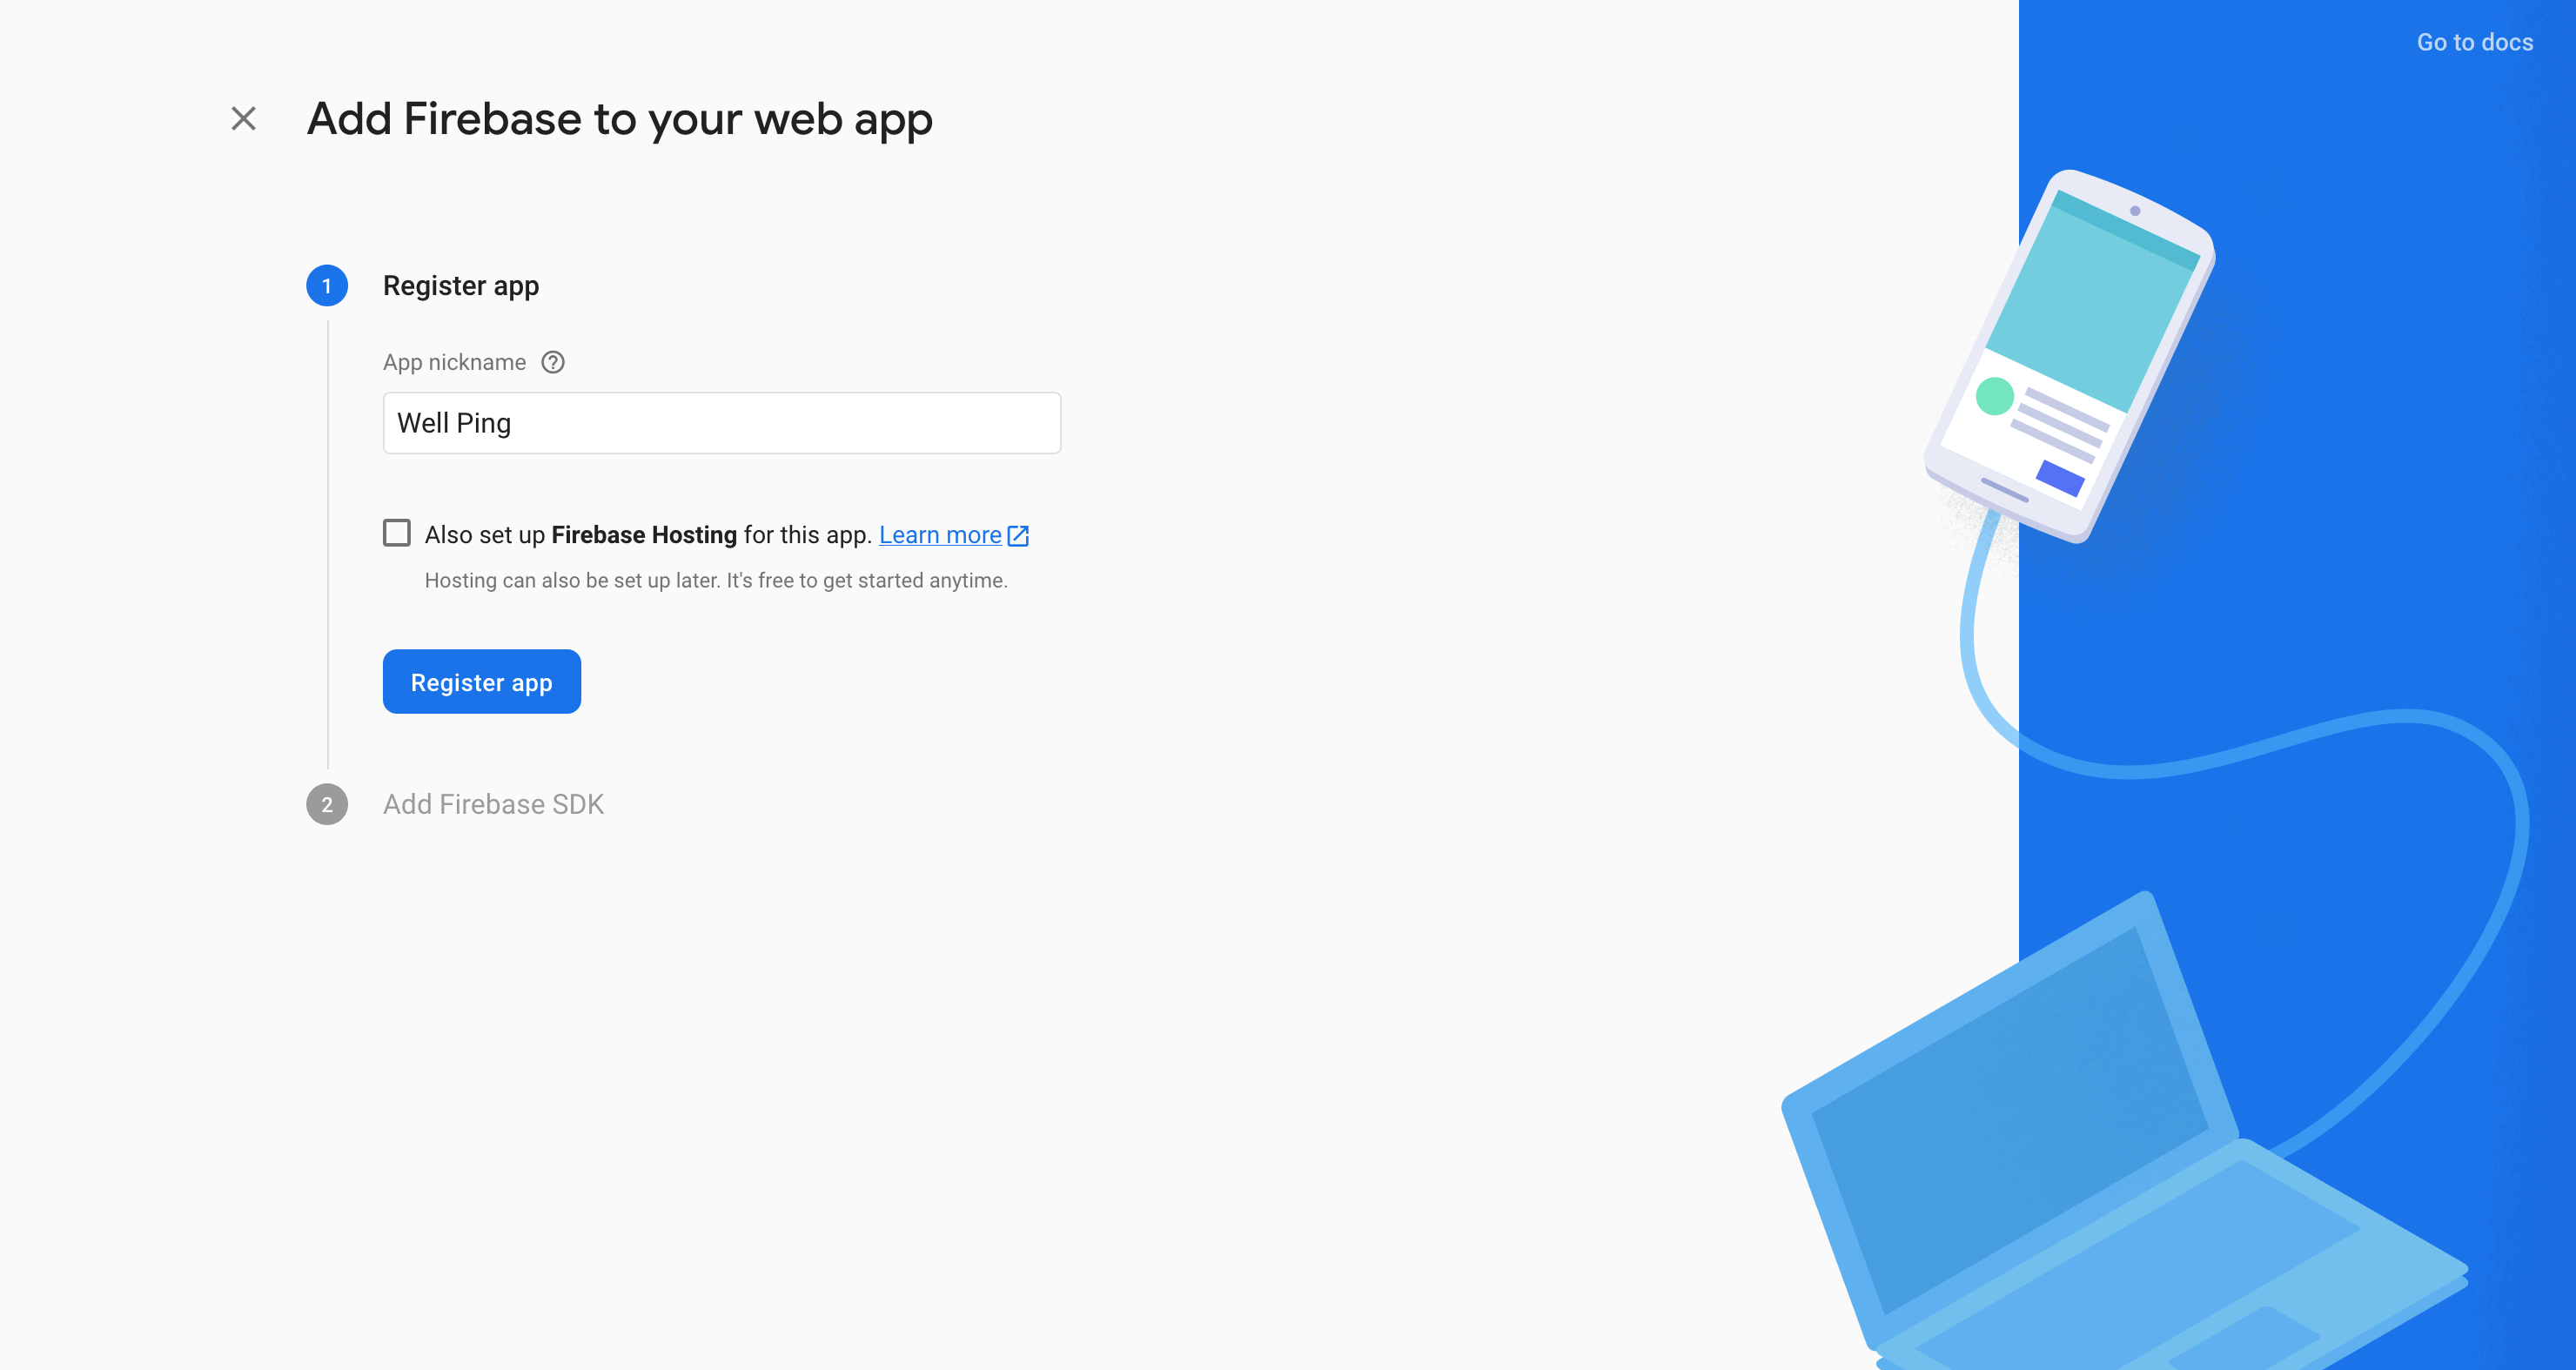 Go to docs
Add Firebase to your web app
1
Register app
App nickname
Well Ping
Also set up Firebase Hosting for this app. Learn more
Hosting can also be set up later. It's free to get started anytime.
Register app
2
Add Firebase SDK